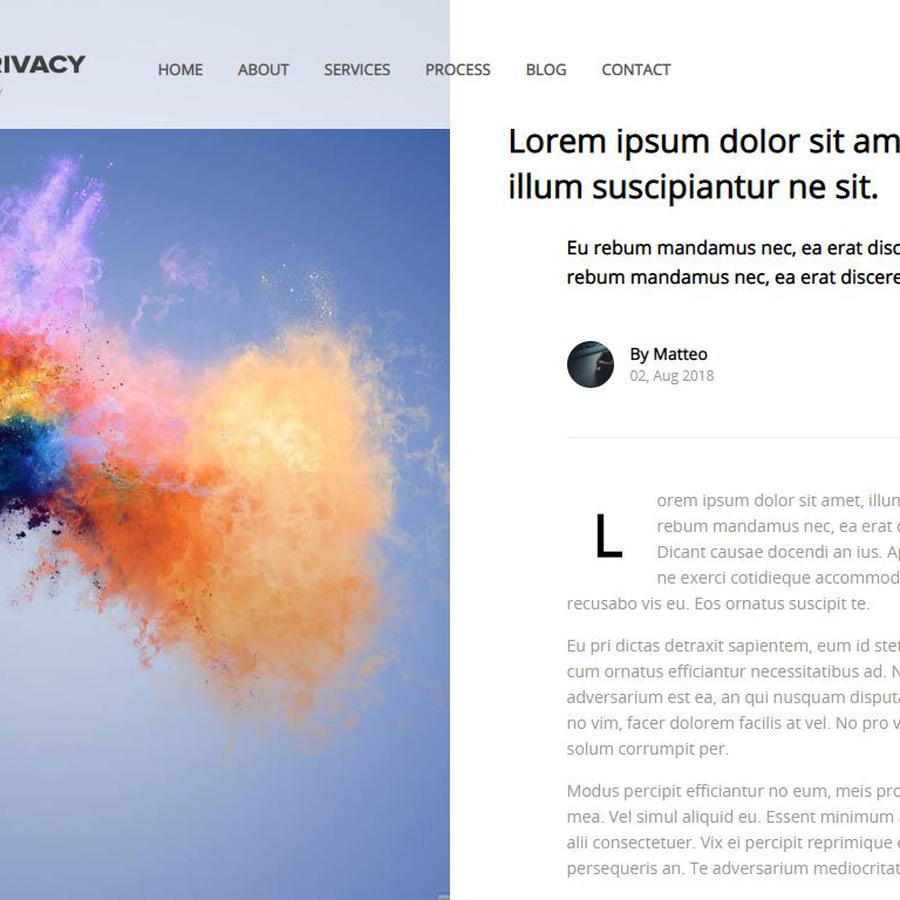 RIVACY
HOME ABOUT SERVICES PROCESS BLOG CONTACT
Lorem ipsum dolor sit am
illum suscipiantur ne sit.
Eu rebum mandamus nec, ea erat disc
rebum mandamus nec, ea erat discere
By Matteo
02, Aug 2018
L
orem ipsum dolor sit amet, illum
rebum mandamus nec, ea erat
Dicant causae docendi an ius. Ap
ne exerci cotidieque accommod
recusabo vis eu. Eos ornatus suscipit te.
Eu pri dictas detraxit sapientem, eum id stet
cum ornatus efficiantur necessitatibus ad. N
adversarium est ea, an qui nusquam disputa
no vim, facer dolorem facilis at vel. No pro v
solum corrumpit per.
Modus percipit efficiantur no eum, meis pro
mea. Vel simul aliquid eu. Essent minimum
alii consectetuer. Vix ei percipit reprimique
persequeris an. Te adversarium mediocritat